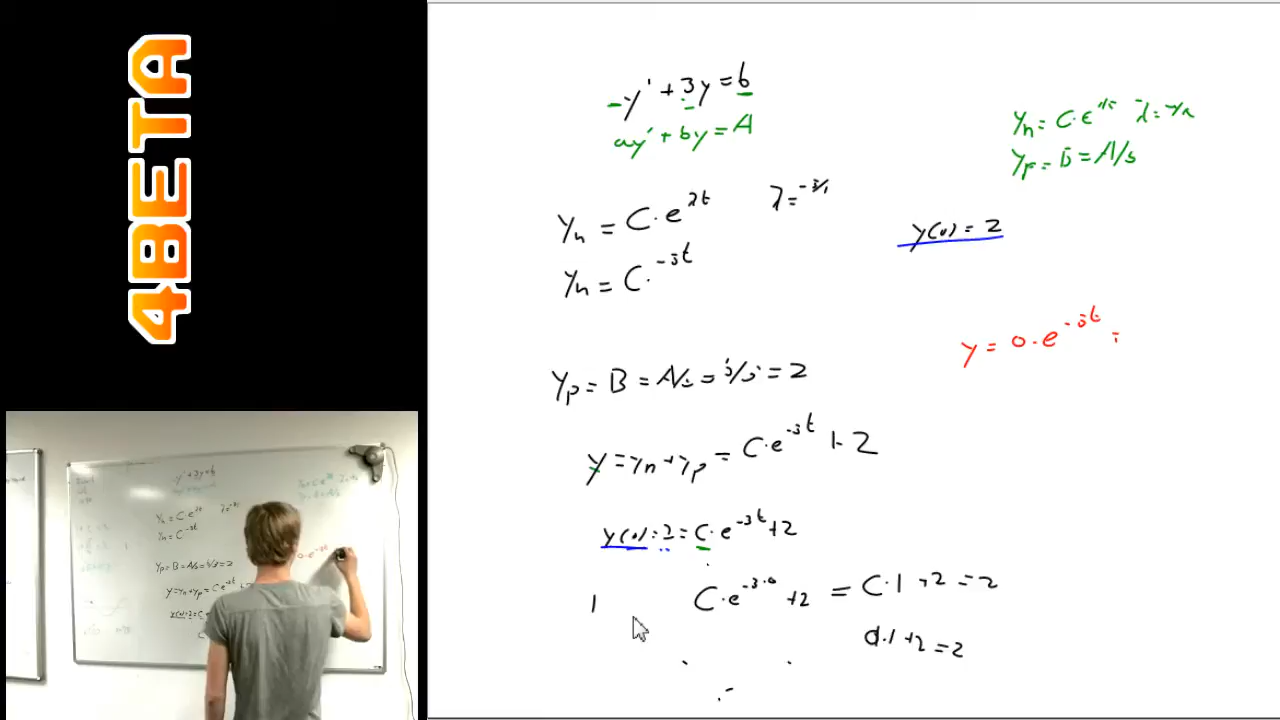 4BETA
-y' + 3y = 6
ay' + by = A
yₕ = C·e^λt λ = -3/1
yₕ = C·^-3t
yₚ = B = A/b = 6/3 = 2
y = yₕ + yₚ = C·e^-3t + 2
y(0) = 2 = C·e^-3t + 2
C·e^-3·0 + 2 = C·1 + 2 = 2
0·1 + 2 = 2
yₕ = C·e^λt
yₚ = B = A/b
y(0) = 2
y = 0·e^-3t =